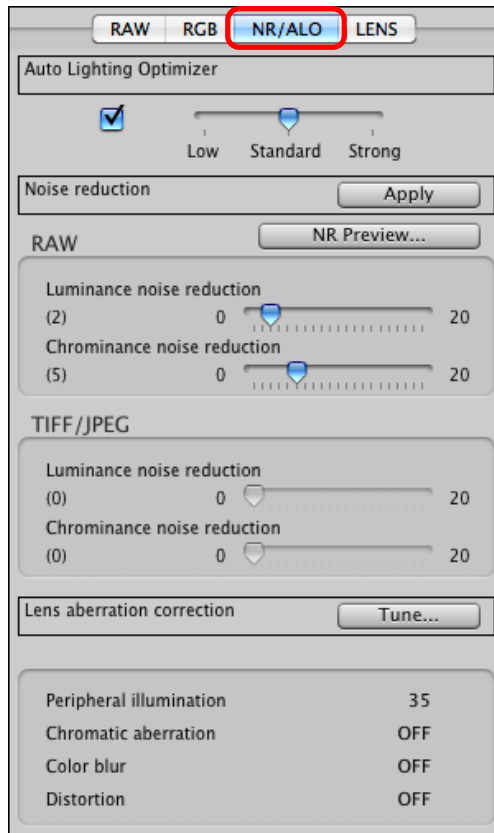 RAW RGB NR/ALO LENS
Auto Lighting Optimizer
Low Standard Strong
Noise reduction Apply
RAW NR Preview...
Luminance noise reduction
(2) 0 20
Chrominance noise reduction
(5) 0 20
TIFF/JPEG
Luminance noise reduction
(0) 0 20
Chrominance noise reduction
(0) 0 20
Lens aberration correction Tune...
Peripheral illumination 35
Chromatic aberration OFF
Color blur OFF
Distortion OFF